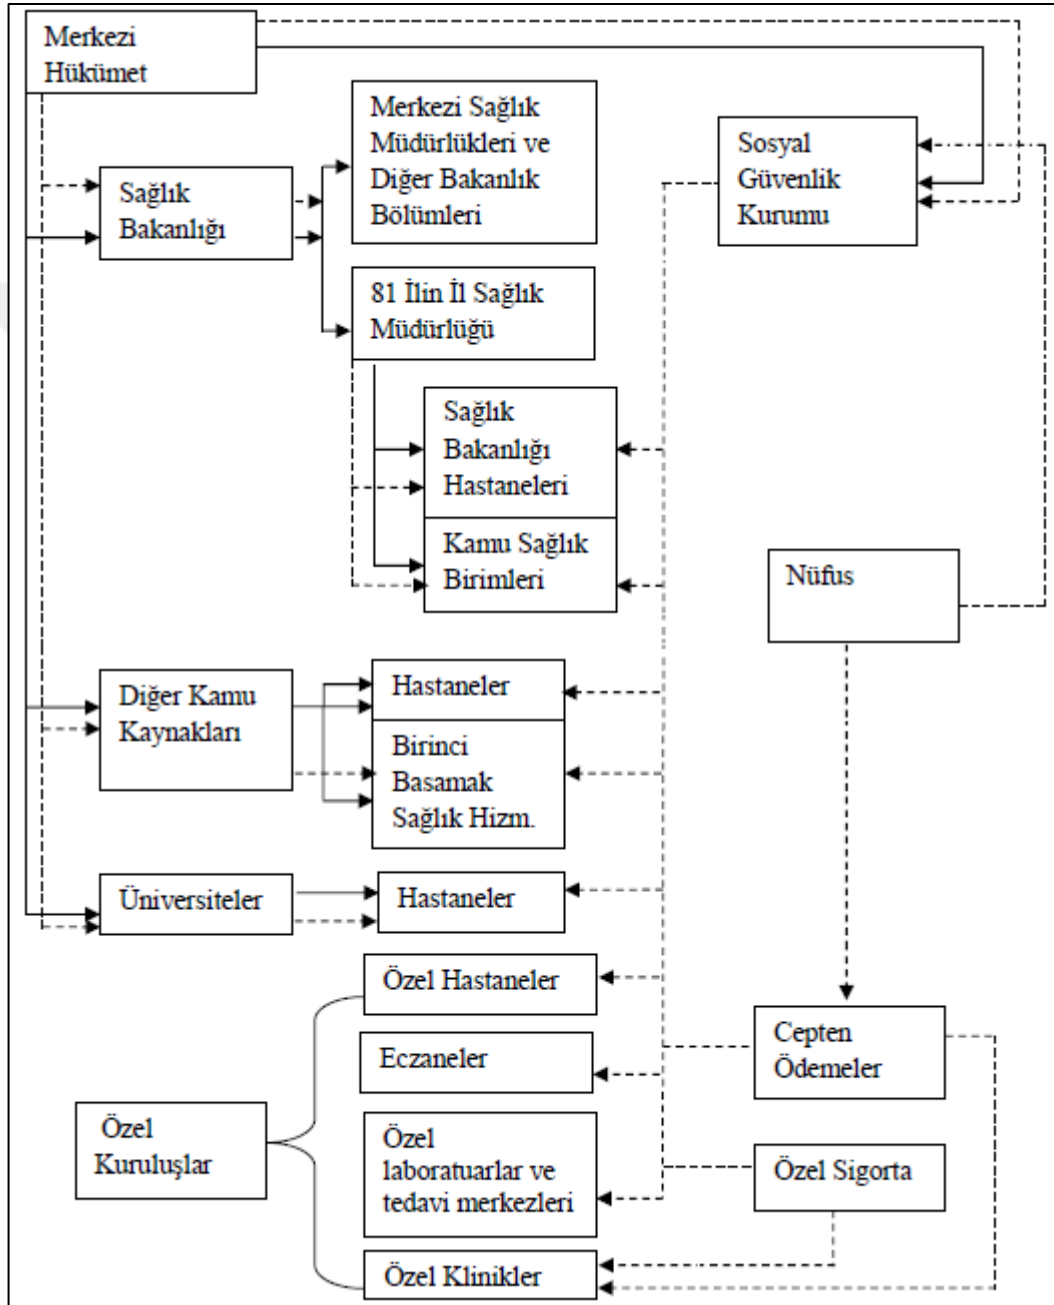 Merkezi
Hükümet
Merkezi Sağlık
Müdürlükleri ve
Diğer Bakanlık
Bölümleri
Sosyal
Güvenlik
Kurumu
Sağlık
Bakanlığı
81 İlin İl Sağlık
Müdürlüğü
Sağlık
Bakanlığı
Hastaneleri
Kamu Sağlık
Birimleri
Nüfus
Diğer Kamu
Kaynakları
Hastaneler
Birinci
Basamak
Sağlık Hizm.
Üniversiteler
Hastaneler
Özel Hastaneler
Eczaneler
Cepten
Ödemeler
Özel
Kuruluşlar
Özel
laboratuarlar ve
tedavi merkezleri
Özel Sigorta
Özel Klinikler